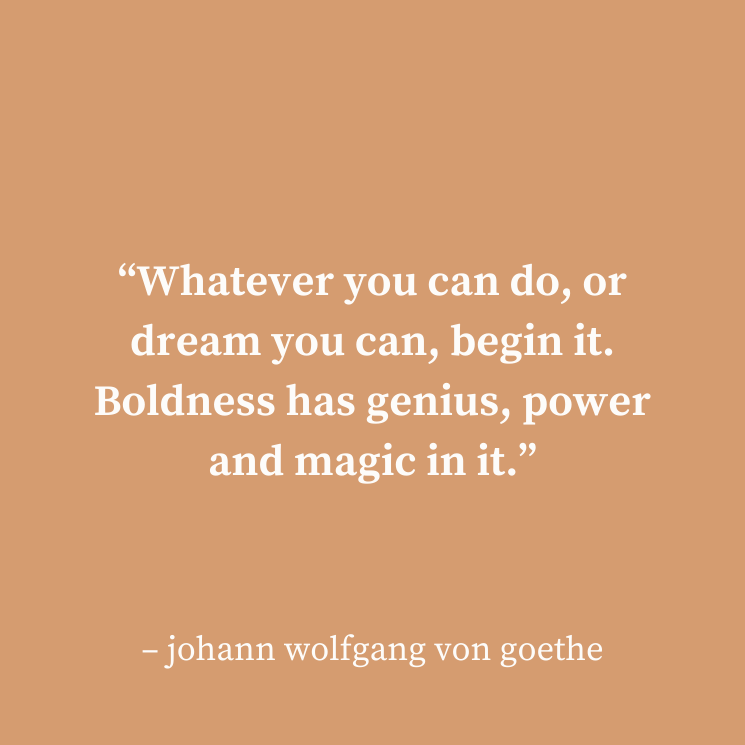 “Whatever you can do, or
dream you can, begin it.
Boldness has genius, power
and magic in it.”
– johann wolfgang von goethe